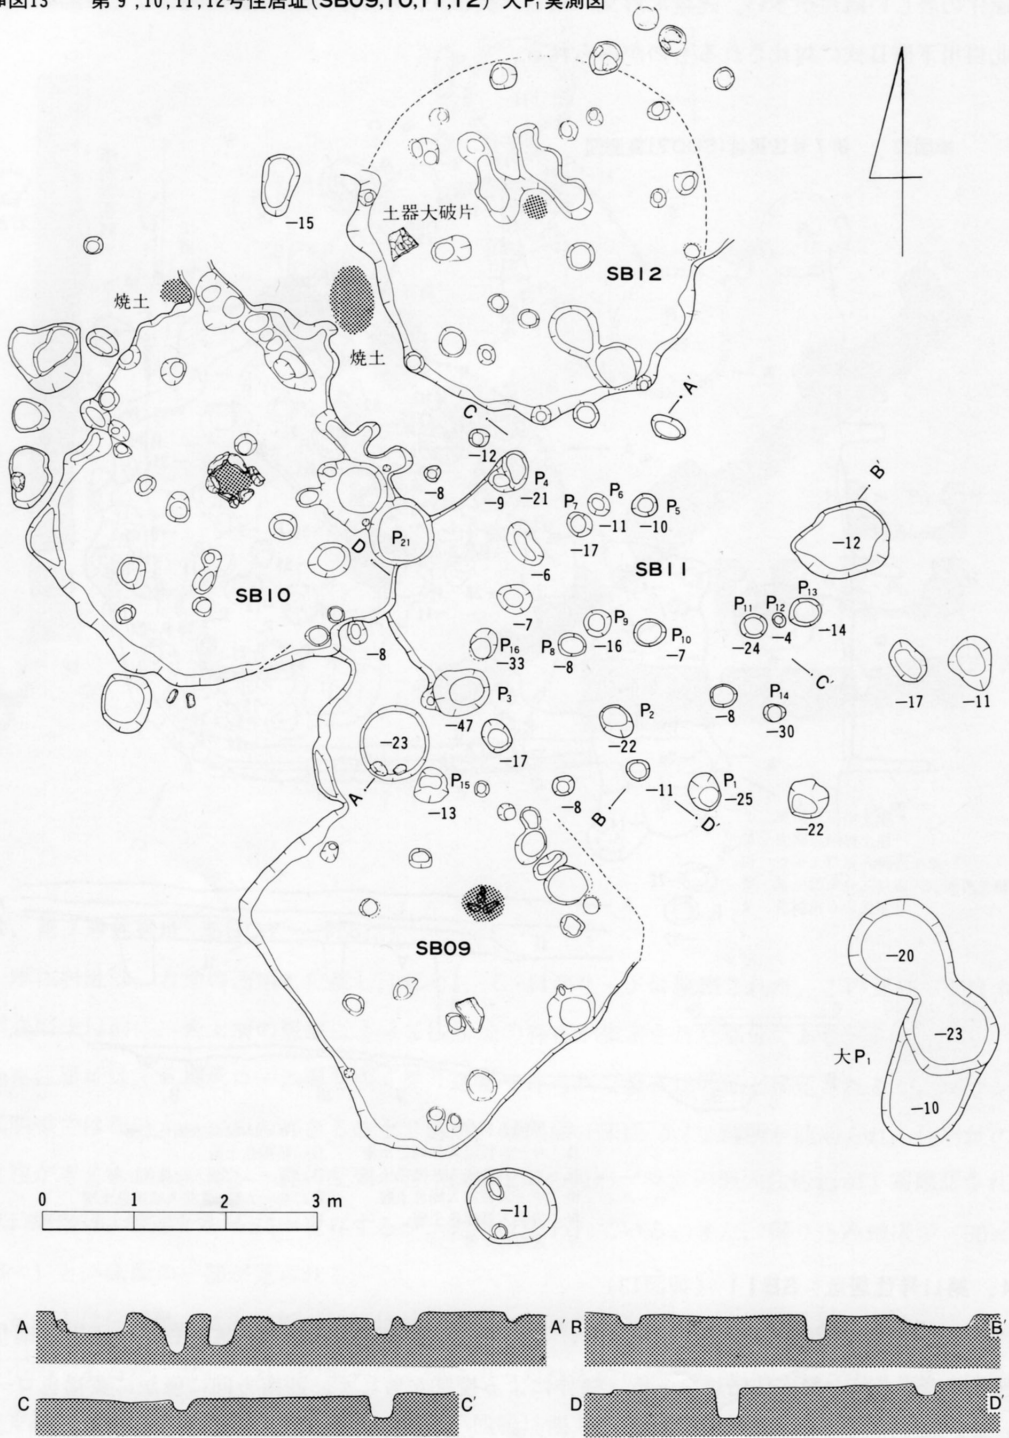 第9,10,11,12号住居址(SB09,10,11,12) 大P₁実測図
−15
土器大破片
SB12
焼土
焼土
A′
C
−12
P₄
−8
−9
−21
P₇
P₆
P₅
−11
−10
−17
B′
−12
P₂₁
D
−6
SB11
SB10
−7
P₉
P₁₁
P₁₂
P₁₃
−16
P₁₀
−4
−14
−24
P₁₆
P₈
−8
−33
−8
−7
C′
−17
−11
P₃
−47
−8
P₁₄
−30
P₂
−22
−23
−17
A
P₁₅
−13
−8
−11
P₁
−25
B
D′
−22
SB09
−20
−23
大P₁
−10
0 1 2 3 m
−11
A A′ B B′
C C′ D D′